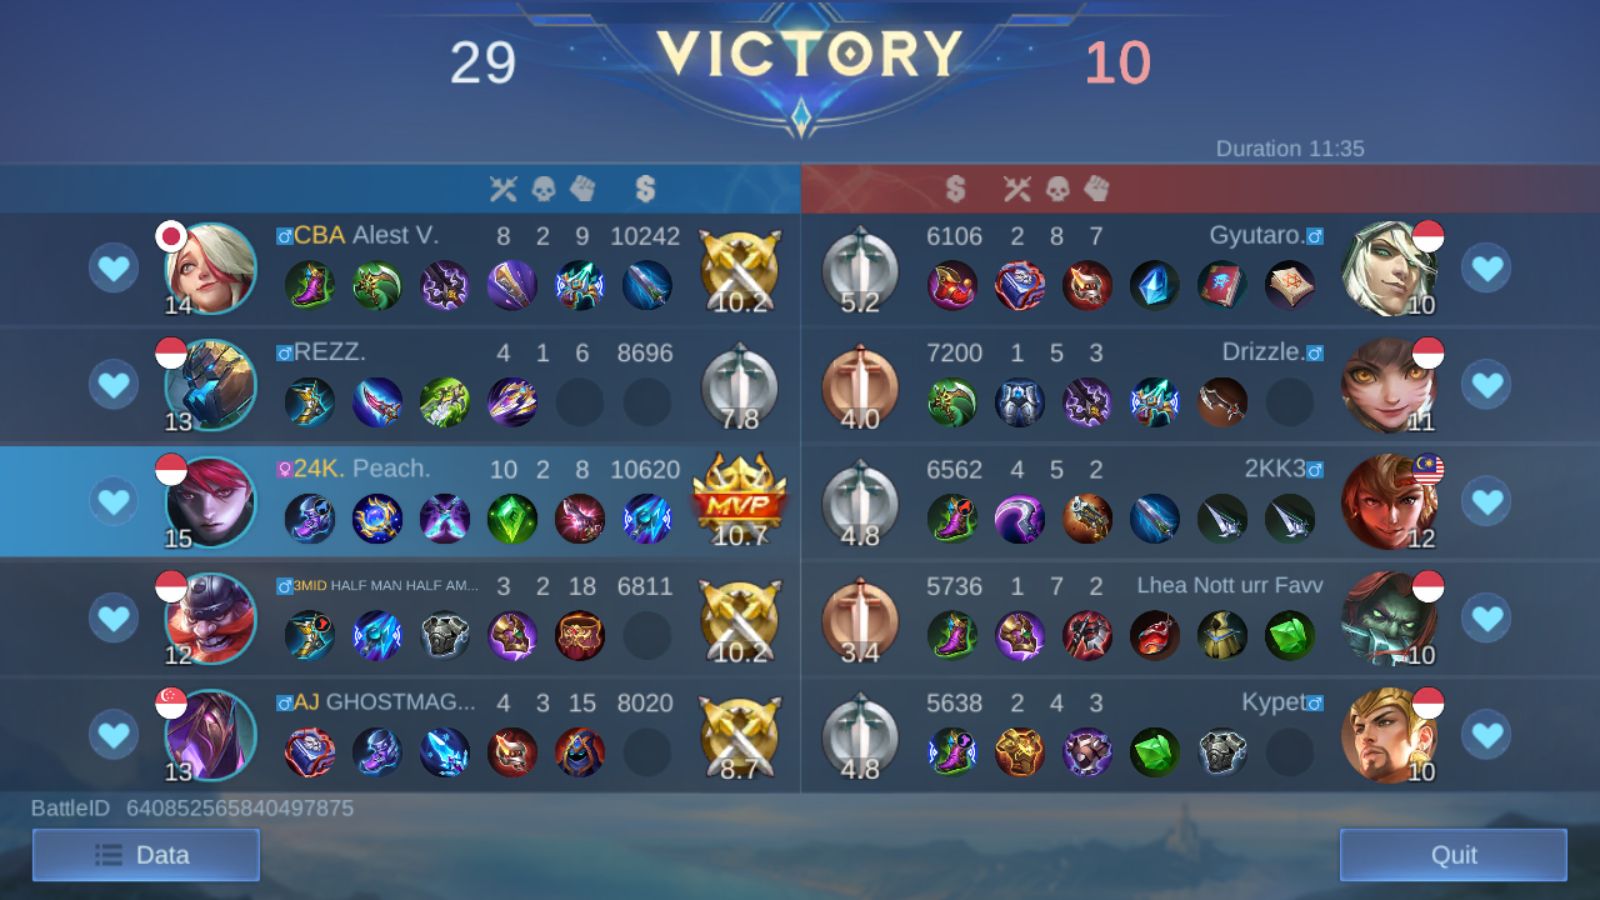 29 VICTORY 10
Duration 11:35
CBA Alest V. 8 2 9 10242
14 10.2
5.2 6106 2 8 7 Gyutaro.
10
REZZ. 4 1 6 8696
13 7.8
4.0 7200 1 5 3 Drizzle.
11
24K. Peach. 10 2 8 10620
15 MVP 10.7
4.8 6562 4 5 2 2KK3
12
3MID HALF MAN HALF AM... 3 2 18 6811
12 10.2
3.4 5736 1 7 2 Lhea Nott urr Favv
10
AJ GHOSTMAG... 4 3 15 8020
13 8.7
4.8 5638 2 4 3 Kypet
10
BattleID 640852565840497875
Data
Quit